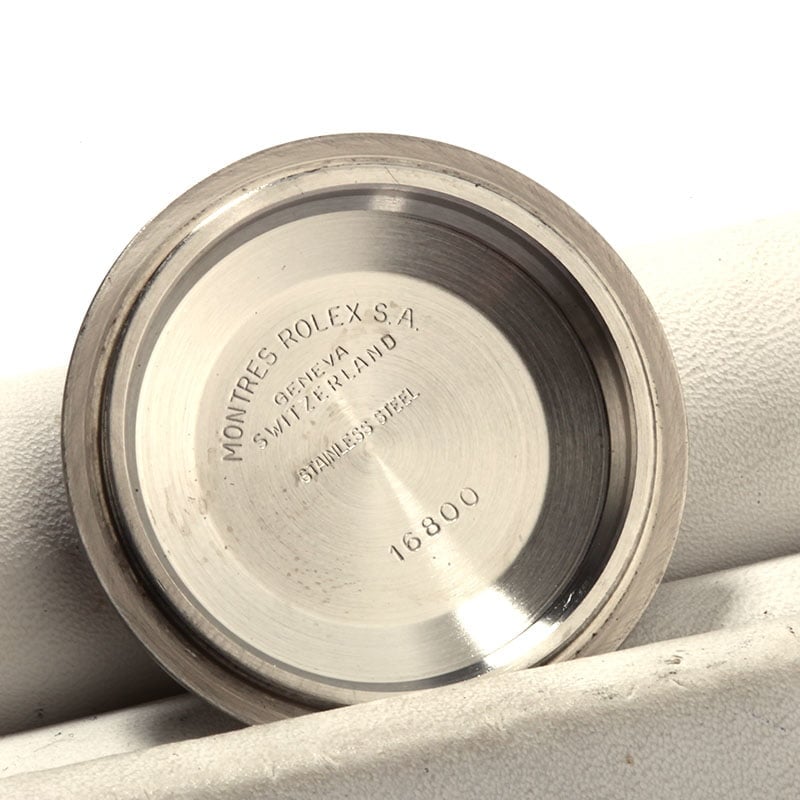 MONTRES ROLEX S.A.
GENEVA
SWITZERLAND
STAINLESS STEEL
16800